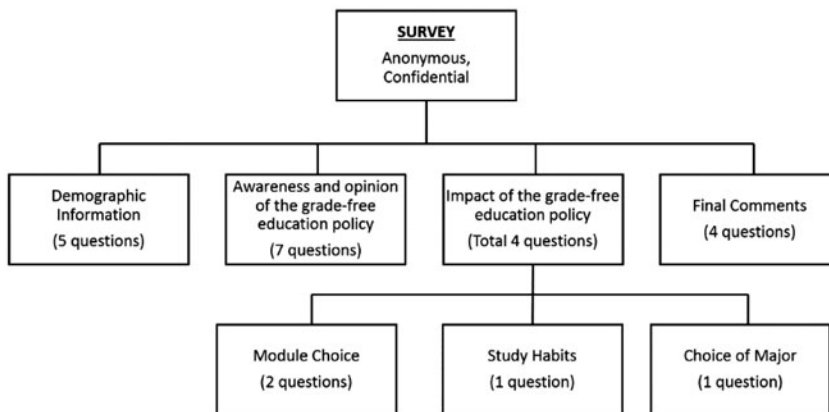 SURVEY
Anonymous,
Confidential
Demographic
Information
(5 questions)
Awareness and opinion
of the grade-free
education policy
(7 questions)
Impact of the grade-free
education policy
(Total 4 questions)
Final Comments
(4 questions)
Module Choice
(2 questions)
Study Habits
(1 question)
Choice of Major
(1 question)